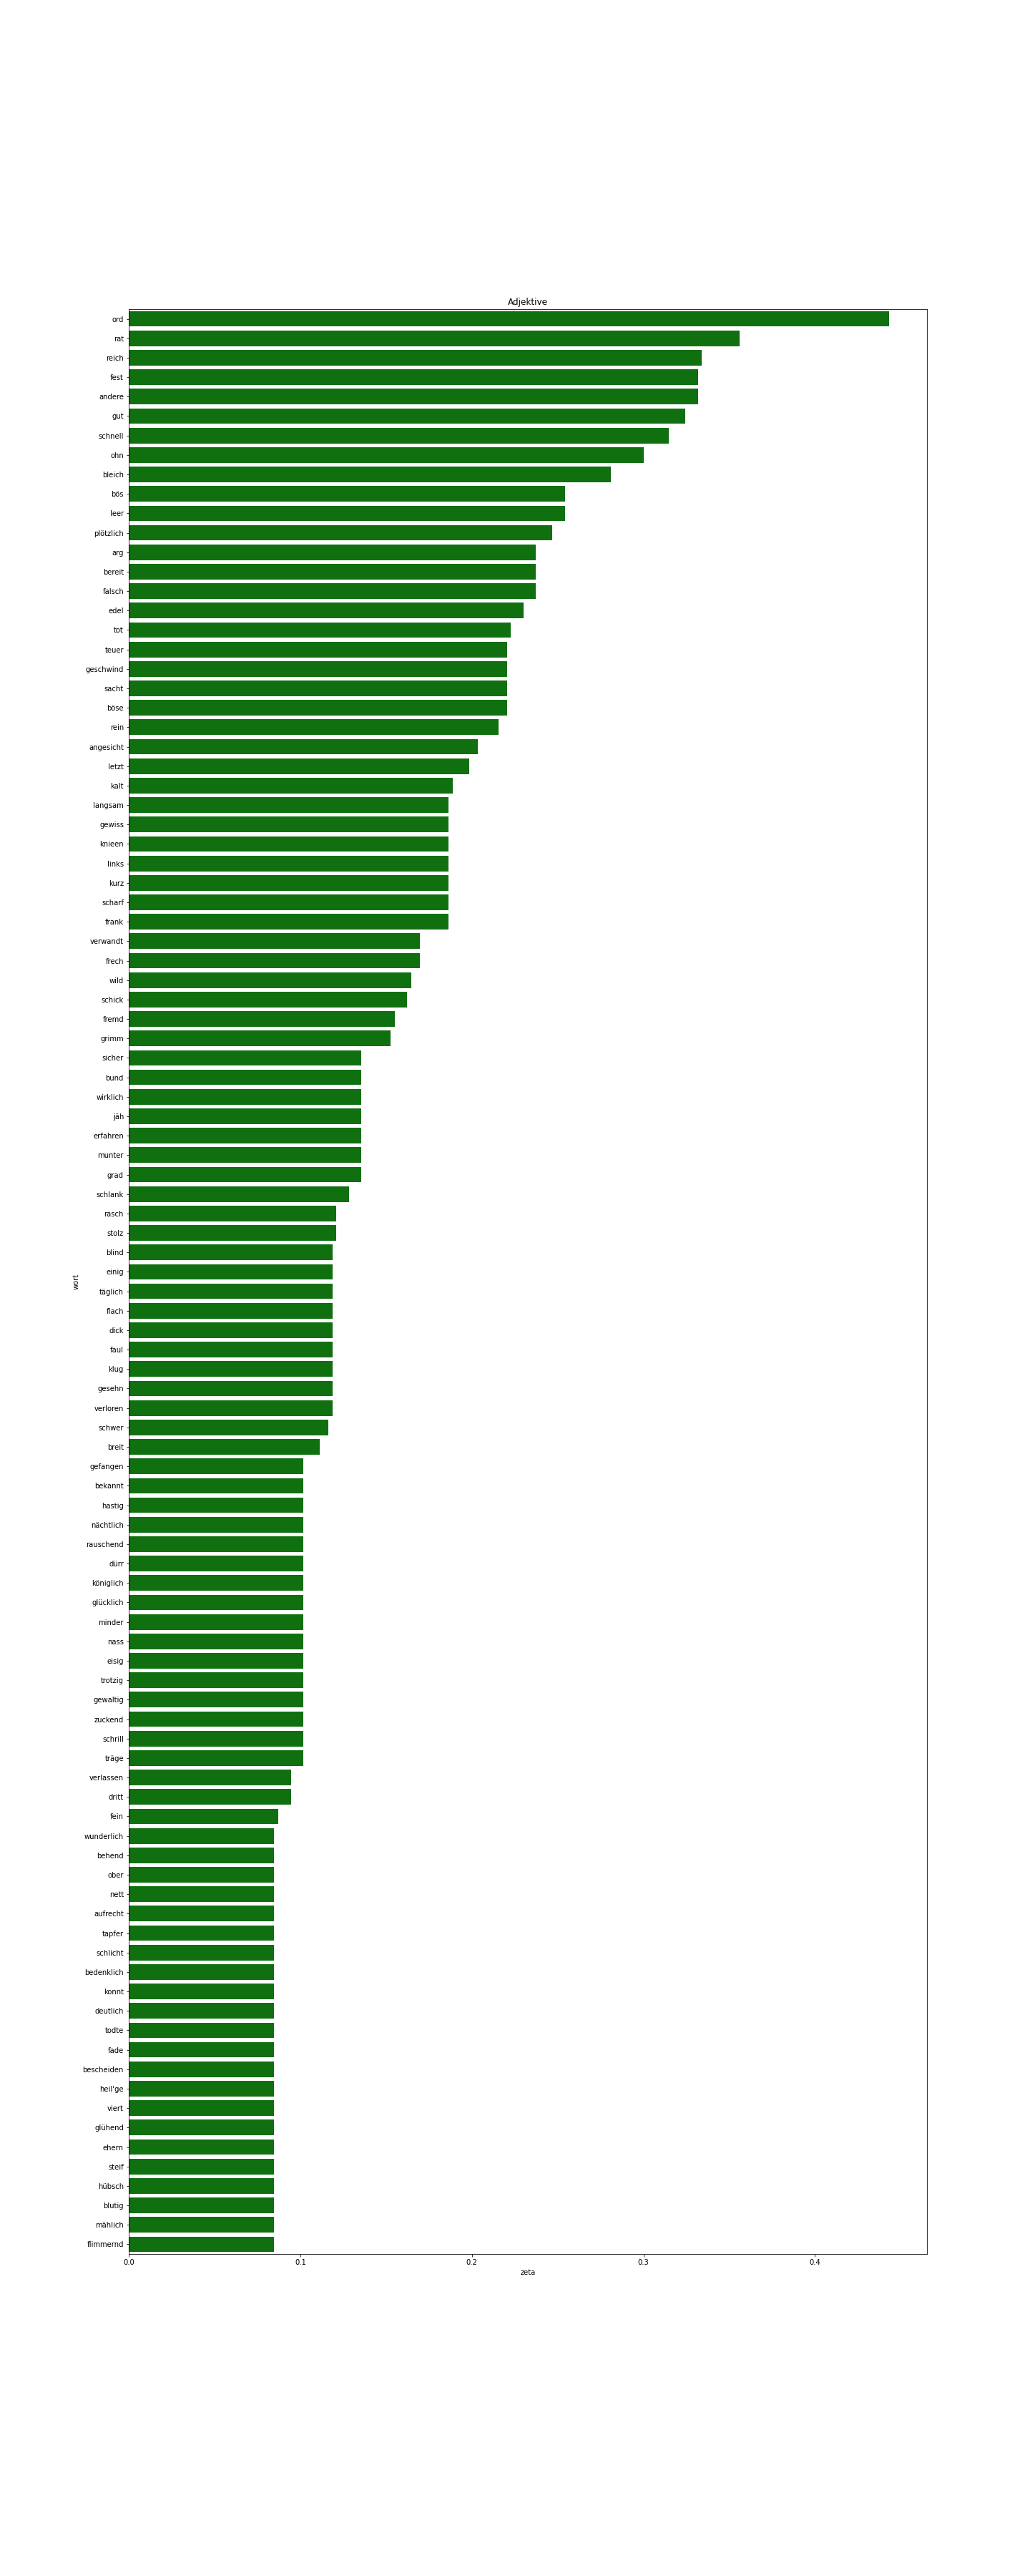 Adjektive
ord
rat
reich
fest
andere
gut
schnell
ohn
bleich
bös
leer
plötzlich
arg
bereit
falsch
edel
tot
teuer
geschwind
sacht
böse
rein
angesicht
letzt
kalt
langsam
gewiss
knieen
links
kurz
scharf
frank
verwandt
frech
wild
schick
fremd
grimm
sicher
bund
wirklich
jäh
erfahren
munter
grad
schlank
rasch
stolz
blind
einig
täglich
flach
dick
faul
klug
gesehn
verloren
schwer
breit
gefangen
bekannt
hastig
nächtlich
rauschend
dürr
königlich
glücklich
minder
nass
eisig
trotzig
gewaltig
zuckend
schrill
träge
verlassen
dritt
fein
wunderlich
behend
ober
nett
aufrecht
tapfer
schlicht
bedenklich
konnt
deutlich
todte
fade
bescheiden
heil'ge
viert
glühend
ehern
steif
hübsch
blutig
mählich
flimmernd
wort
0.0 0.1 0.2 0.3 0.4
zeta